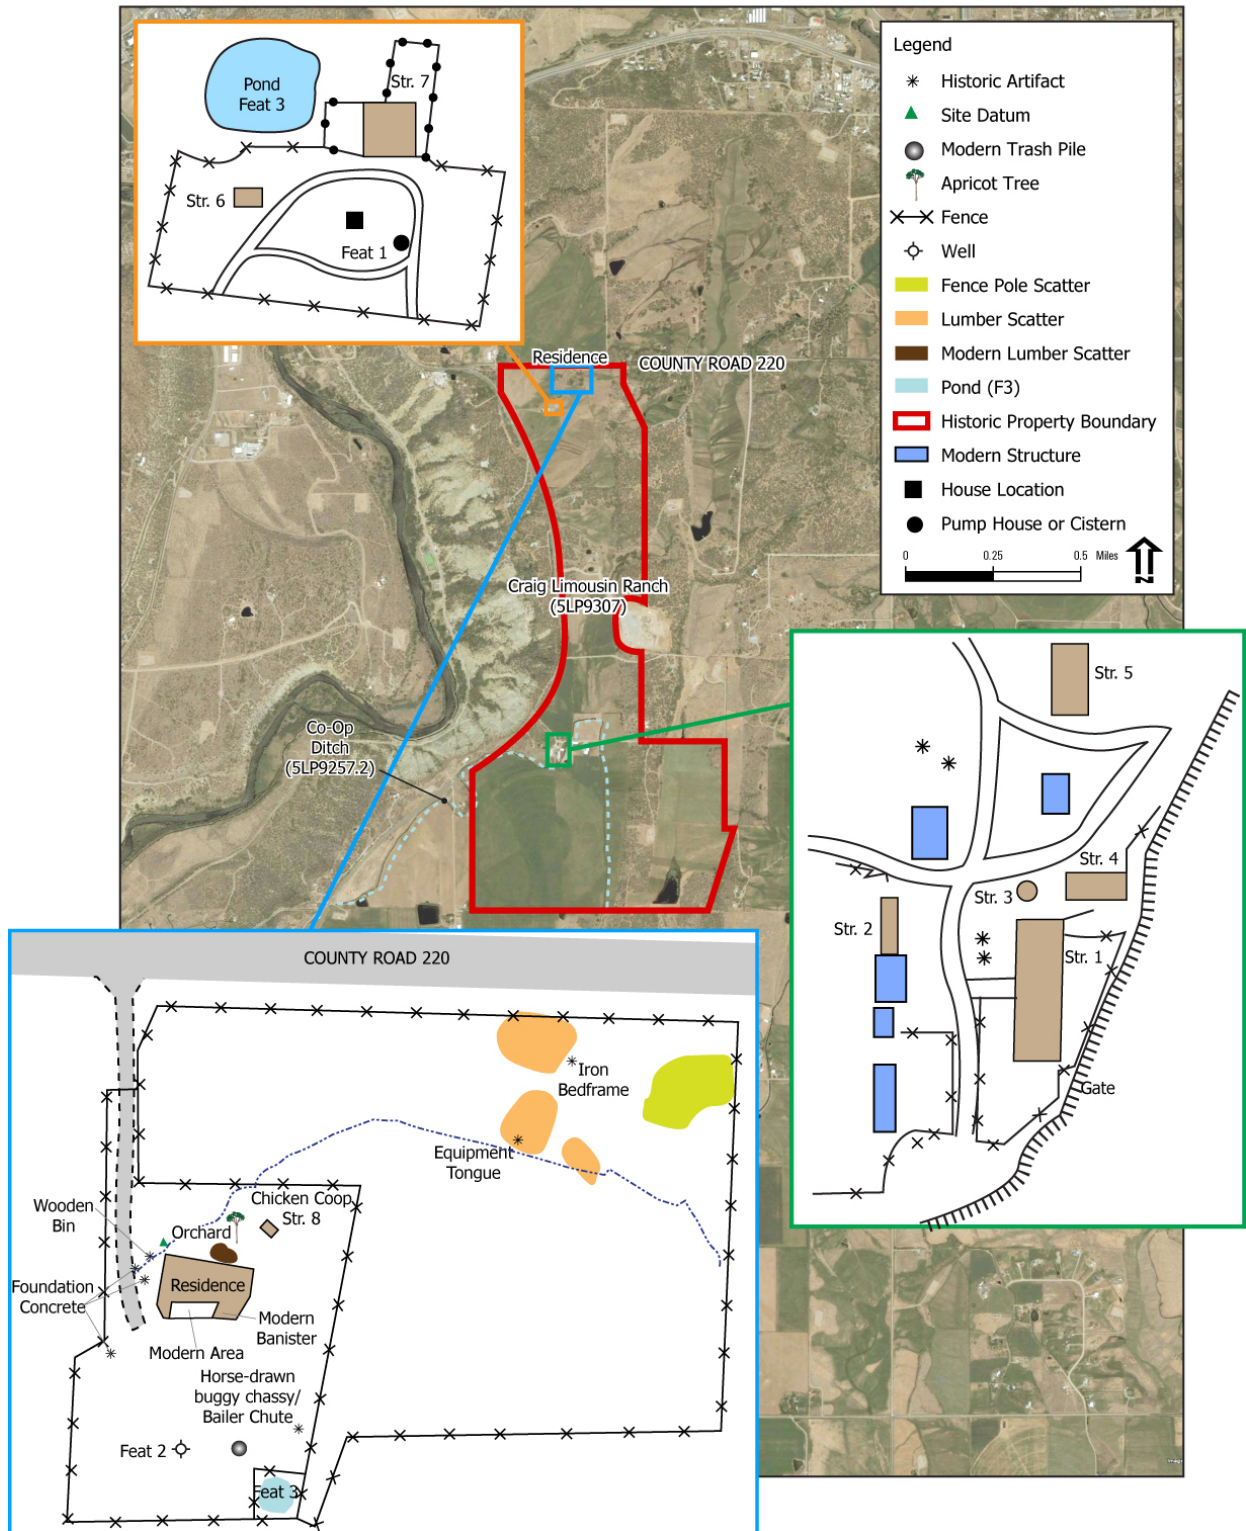 Pond
Feat 3
Str. 7
Str. 6
Feat 1
Legend
Historic Artifact
Site Datum
Modern Trash Pile
Apricot Tree
Fence
Well
Fence Pole Scatter
Lumber Scatter
Modern Lumber Scatter
Pond (F3)
Historic Property Boundary
Modern Structure
House Location
Pump House or Cistern
0 0.25 0.5 Miles
N
Residence
COUNTY ROAD 220
Craig Limousin Ranch
(5LP9307)
Co-Op
Ditch
(5LP9257.2)
Str. 5
Str. 4
Str. 3
Str. 2
Str. 1
Gate
COUNTY ROAD 220
Iron
Bedframe
Equipment
Tongue
Wooden
Bin
Chicken Coop
Str. 8
Orchard
Foundation
Concrete
Residence
Modern
Banister
Modern Area
Horse-drawn
buggy chassy/
Bailer Chute
Feat 2
Feat 3